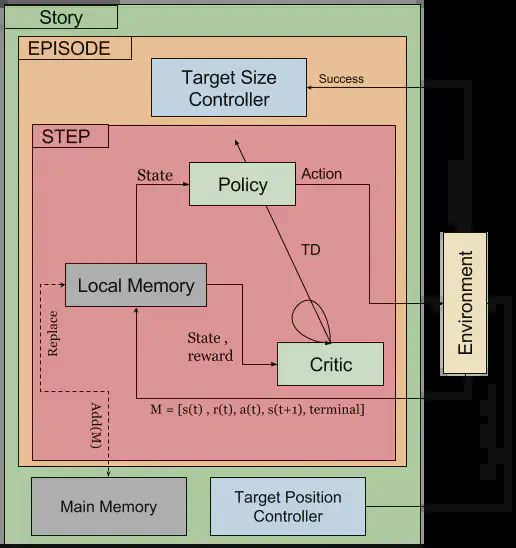 Story
EPISODE
Target Size
Controller
Success
STEP
State
Policy
Action
TD
Local Memory
Environment
Replace
State ,
reward
Critic
M = [s(t) , r(t), a(t), s(t+1), terminal]
Add(M)
Main Memory
Target Position
Controller